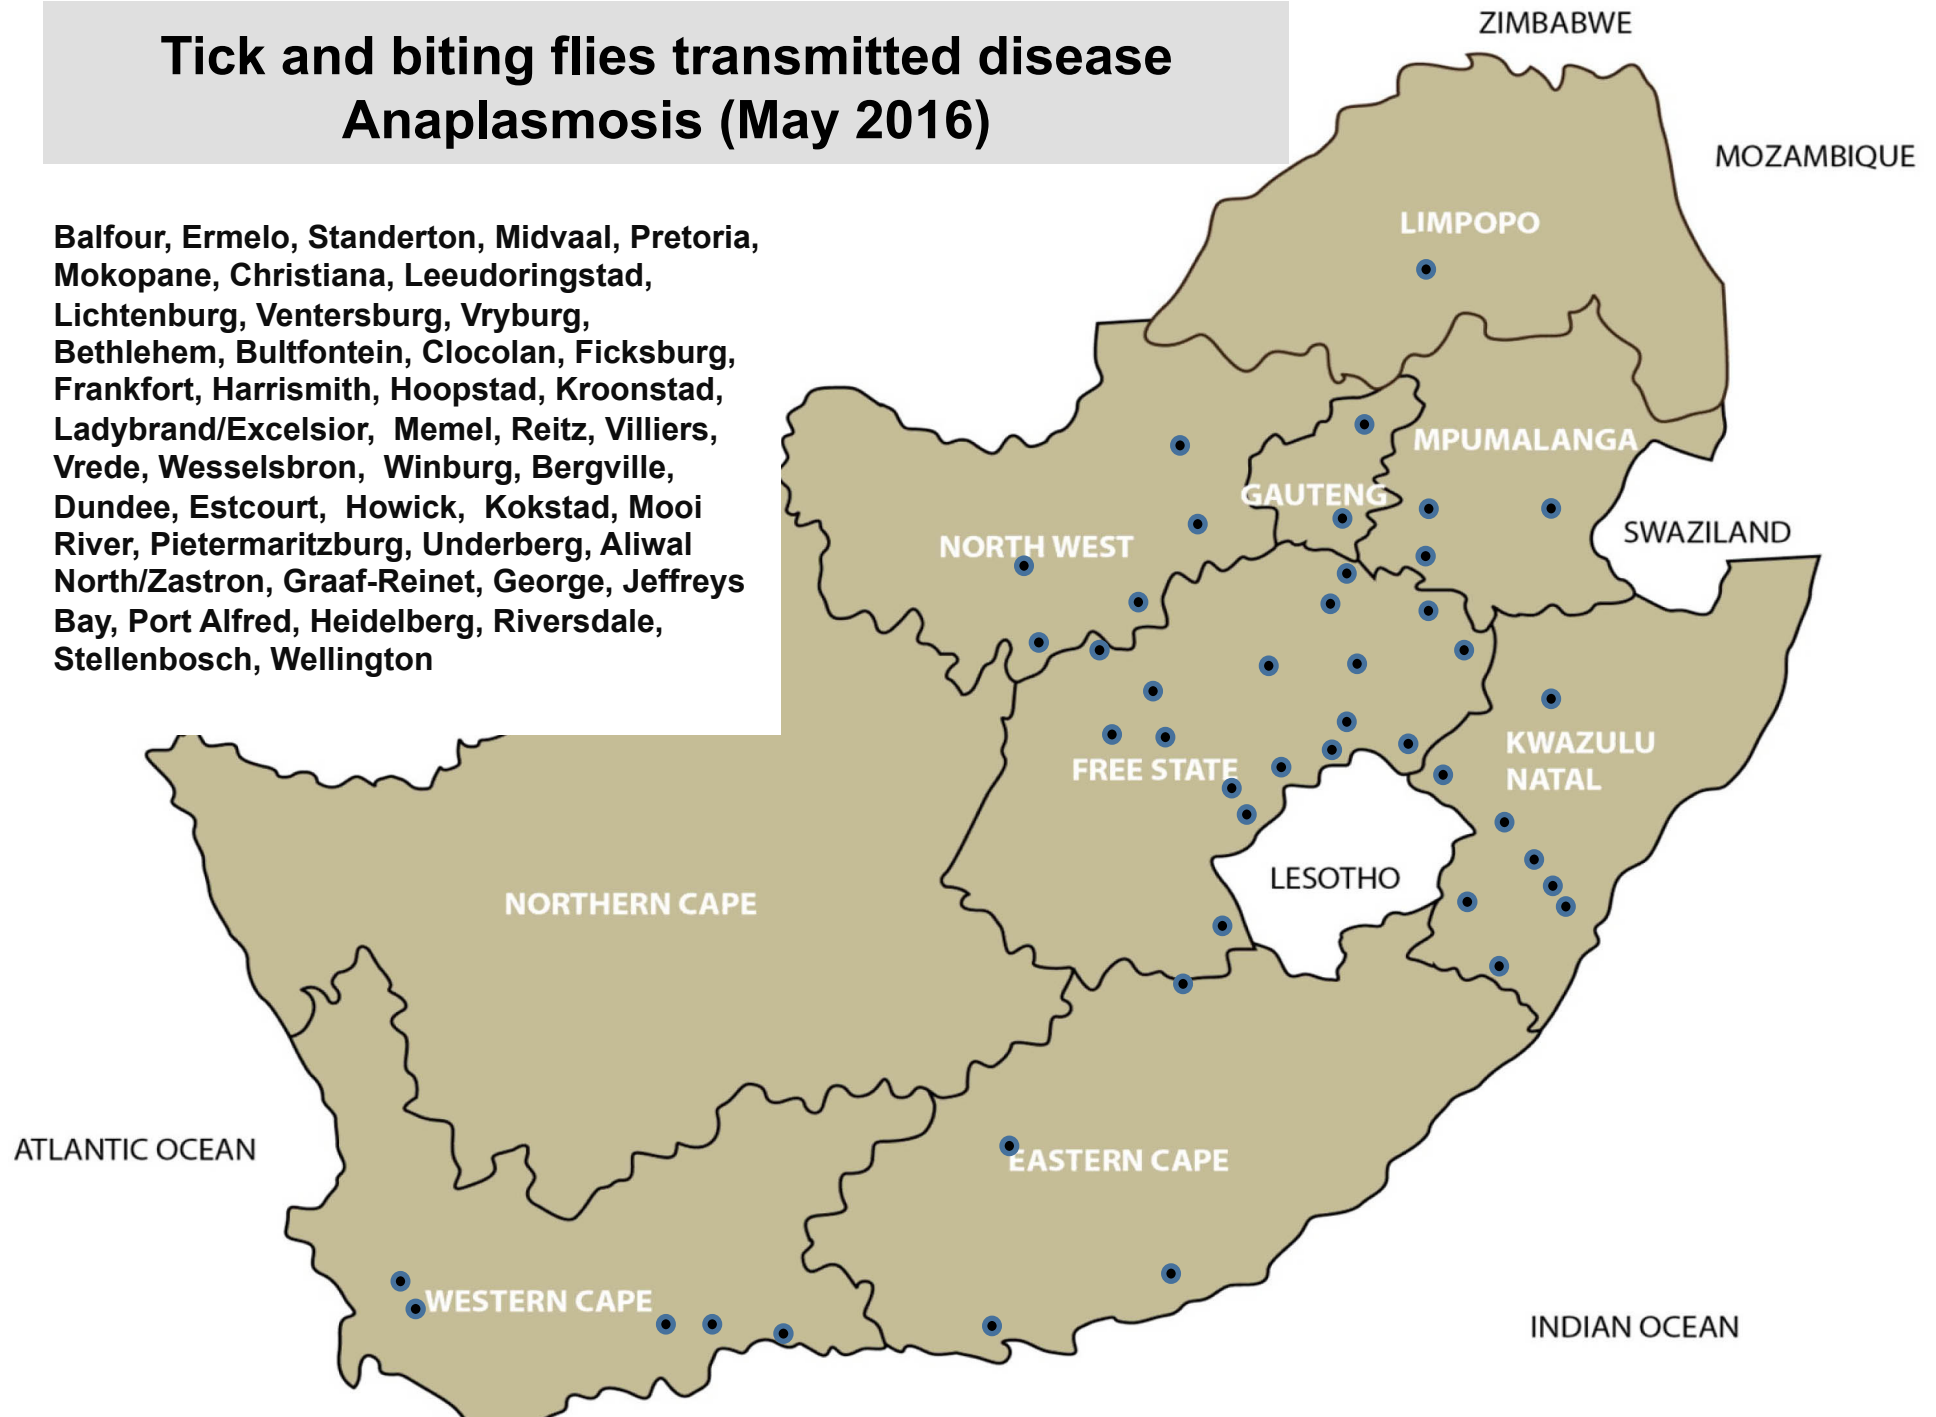 Tick and biting flies transmitted disease
Anaplasmosis (May 2016)
Balfour, Ermelo, Standerton, Midvaal, Pretoria,
Mokopane, Christiana, Leeudoringstad,
Lichtenburg, Ventersburg, Vryburg,
Bethlehem, Bultfontein, Clocolan, Ficksburg,
Frankfort, Harrismith, Hoopstad, Kroonstad,
Ladybrand/Excelsior, Memel, Reitz, Villiers,
Vrede, Wesselsbron, Winburg, Bergville,
Dundee, Estcourt, Howick, Kokstad, Mooi
River, Pietermaritzburg, Underberg, Aliwal
North/Zastron, Graaf-Reinet, George, Jeffreys
Bay, Port Alfred, Heidelberg, Riversdale,
Stellenbosch, Wellington
ZIMBABWE
MOZAMBIQUE
LIMPOPO
MPUMALANGA
GAUTENG
SWAZILAND
NORTH WEST
KWAZULU
NATAL
FREE STATE
LESOTHO
NORTHERN CAPE
ATLANTIC OCEAN
EASTERN CAPE
WESTERN CAPE
INDIAN OCEAN